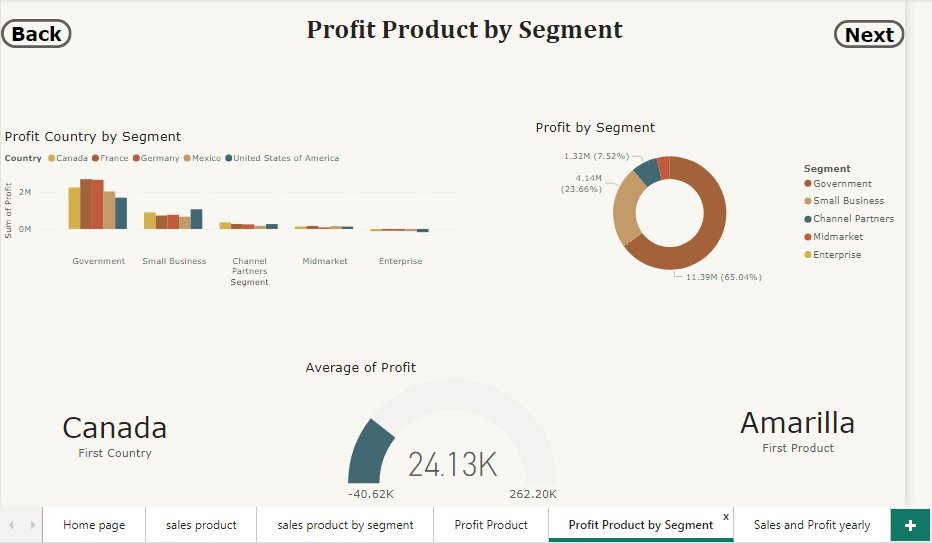 Profit Product by Segment
Back
Next
Profit Country by Segment
Country Canada France Germany Mexico United States of America
Sum of Profit
2M
0M
Government Small Business Channel Partners Midmarket Enterprise
Segment
Profit by Segment
1.32M (7.52%)
4.14M
(23.66%)
11.39M (65.04%)
Segment
Government
Small Business
Channel Partners
Midmarket
Enterprise
Average of Profit
24.13K
-40.62K 262.20K
Canada
First Country
Amarilla
First Product
Home page sales product sales product by segment Profit Product Profit Product by Segment x Sales and Profit yearly +